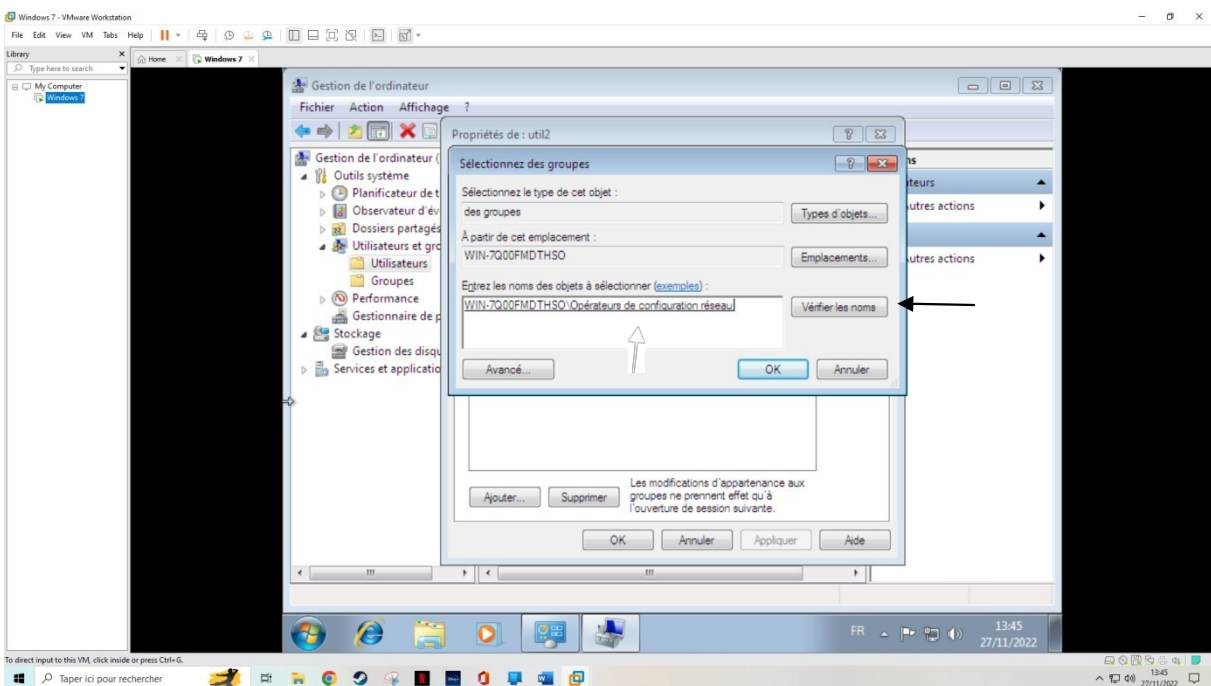 Windows 7 - VMware Workstation
File Edit View VM Tabs Help
Library
Type here to search
My Computer
Windows 7
Home
Windows 7
Gestion de l'ordinateur
Fichier Action Affichage ?
Gestion de l'ordinateur (
Outils système
Planificateur de t
Observateur d'év
Dossiers partagés
Utilisateurs et gro
Utilisateurs
Groupes
Performance
Gestionnaire de p
Stockage
Gestion des disqu
Services et applicatio
Propriétés de : util2
Sélectionnez des groupes
Sélectionnez le type de cet objet :
des groupes
Types d'objets...
À partir de cet emplacement :
WIN-7Q00FMDTHSO
Emplacements...
Entrez les noms des objets à sélectionner (exemples) :
WIN-7Q00FMDTHSO\Opérateurs de configuration réseau
Vérifier les noms
Avancé...
OK
Annuler
ns
iteurs
utres actions
utres actions
Ajouter...
Supprimer
Les modifications d'appartenance aux
groupes ne prennent effet qu'à
l'ouverture de session suivante.
OK
Annuler
Appliquer
Aide
FR
13:45
27/11/2022
To direct input to this VM, click inside or press Ctrl+G.
Taper ici pour rechercher
13:45
27/11/2022